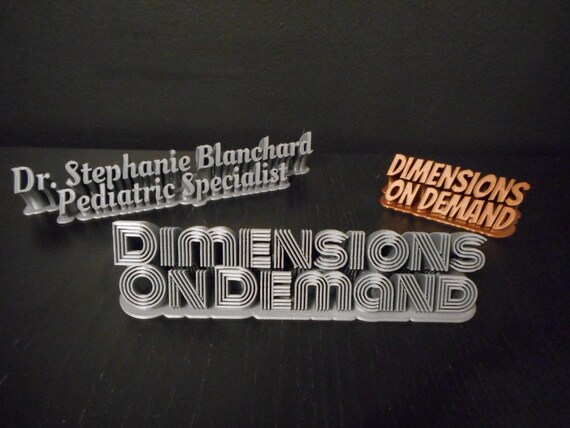 Dr. Stephanie Blanchard
Pediatric Specialist
DIMENSIONS
ON DEMAND
DIMENSIONS
ON DEMaND